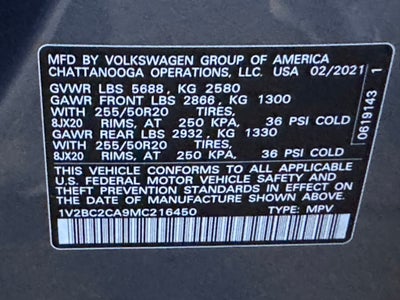 MFD BY VOLKSWAGEN GROUP OF AMERICA
CHATTANOOGA OPERATIONS, LLC. USA 02/2021
GVWR LBS 5688, KG 2580
GAWR FRONT LBS 2866, KG 1300
WITH 255/50R20 TIRES,
8JX20 RIMS, AT 250 KPA, 36 PSI COLD
GAWR REAR LBS 2932, KG 1330
WITH 255/50R20 TIRES,
8JX20 RIMS, AT 250 KPA, 36 PSI COLD
THIS VEHICLE CONFORMS TO ALL APPLICABLE
U.S. FEDERAL MOTOR VEHICLE SAFETY AND
THEFT PREVENTION STANDARDS IN EFFECT ON
THE DATE OF MANUFACTURE SHOWN ABOVE.
1V2BC2CA9MC216450 TYPE: MPV
0619143 1